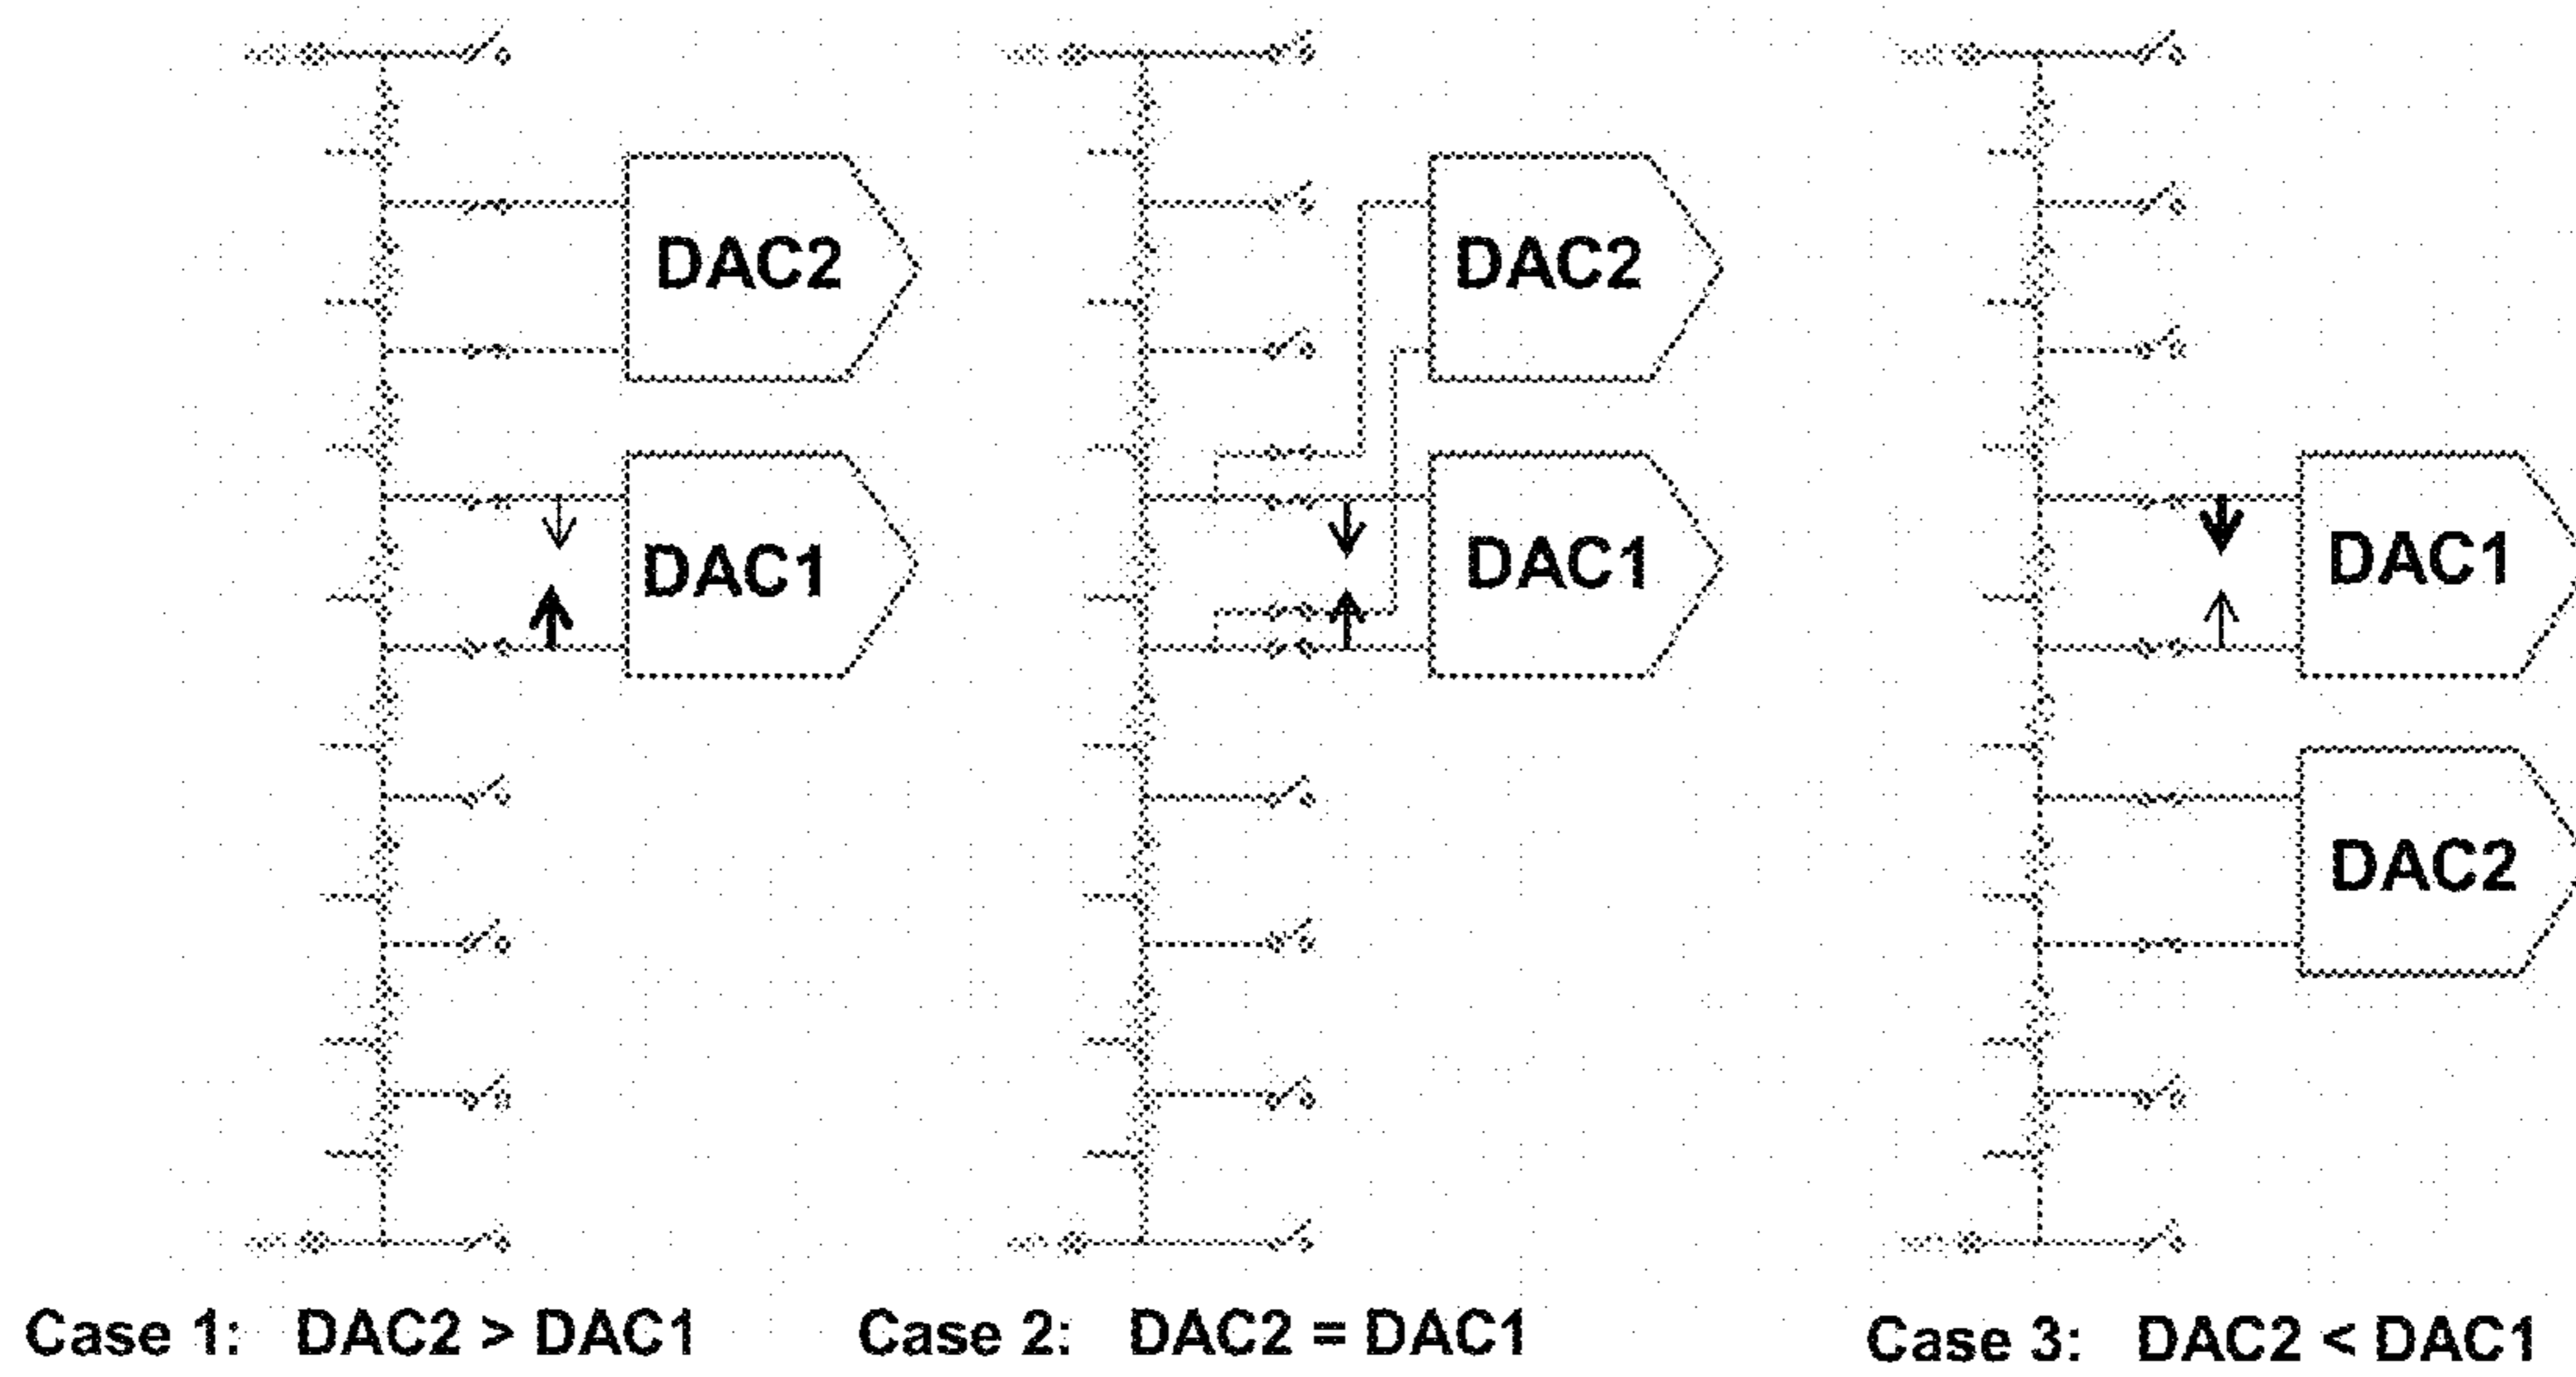 DAC2
DAC1
DAC2
DAC1
DAC1
DAC2
Case 1: DAC2 > DAC1
Case 2: DAC2 = DAC1
Case 3: DAC2 < DAC1